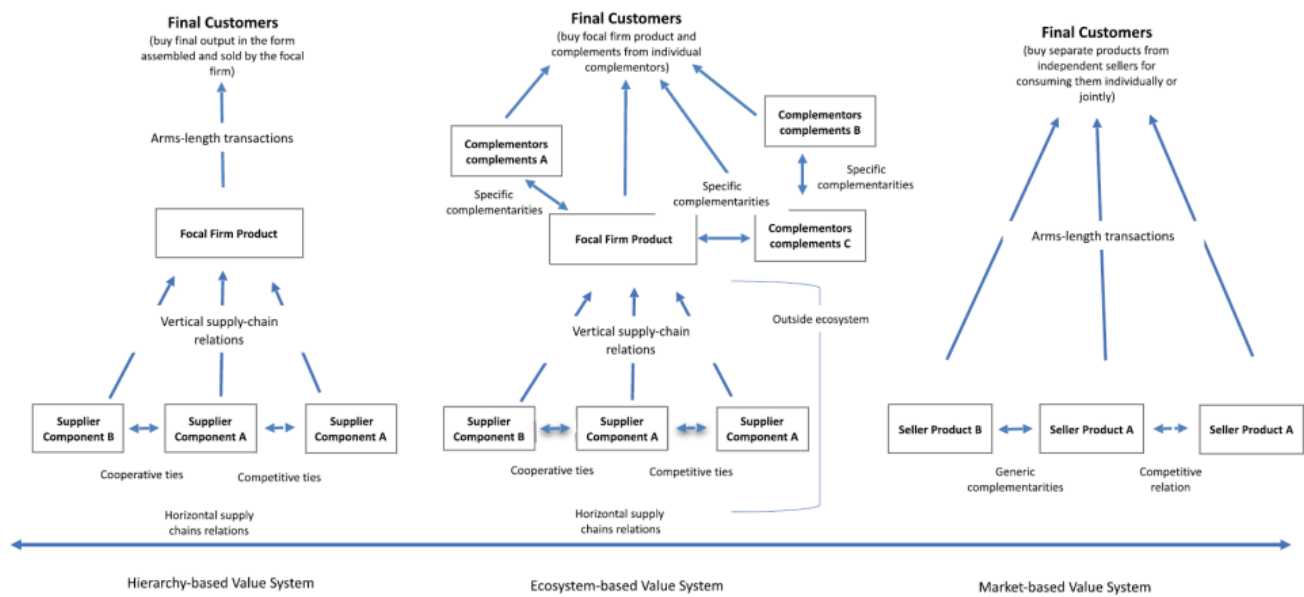 Final Customers
(buy final output in the form
assembled and sold by the focal
firm)
Arms-length transactions
Focal Firm Product
Vertical supply-chain
relations
Supplier
Component B
Supplier
Component A
Supplier
Component A
Cooperative ties
Competitive ties
Horizontal supply
chains relations
Hierarchy-based Value System
Final Customers
(buy focal firm product and
complements from individual
complementors)
Complementors
complements A
Complementors
complements B
Specific
complementarities
Specific
complementarities
Specific
complementarities
Focal Firm Product
Complementors
complements C
Outside ecosystem
Vertical supply-chain
relations
Supplier
Component B
Supplier
Component A
Supplier
Component A
Cooperative ties
Competitive ties
Horizontal supply
chains relations
Ecosystem-based Value System
Final Customers
(buy separate products from
independent sellers for
consuming them individually or
jointly)
Arms-length transactions
Seller Product B
Seller Product A
Seller Product A
Generic
complementarities
Competitive
relation
Market-based Value System